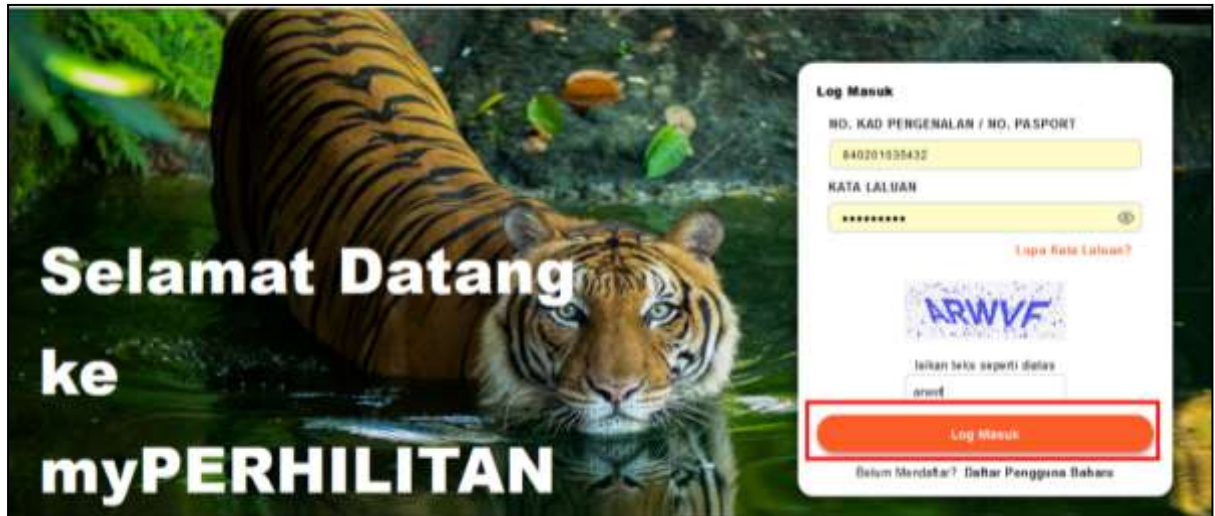 Selamat Datang
ke
myPERHILITAN
Log Masuk
NO. KAD PENGENALAN / NO. PASPORT
840201035432
KATA LALUAN
•••••••••
Lupa Kata Laluan?
ARWVF
Isikan teks seperti diatas
Log Masuk
Belum Mendaftar? Daftar Pengguna Baharu